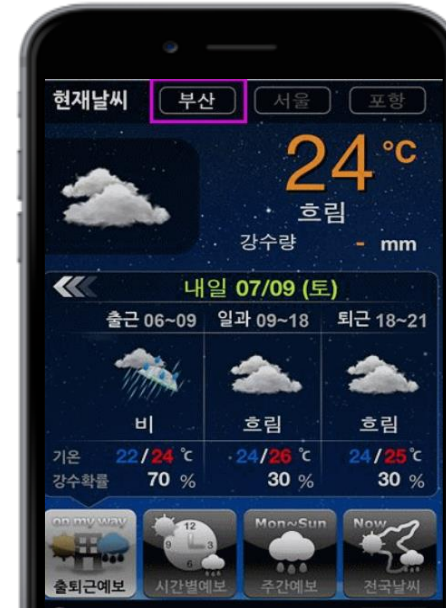 현재날씨 부산 서울 포항
24 °C
흐림
강수량 - mm
내일 07/09 (토)
출근 06~09 일과 09~18 퇴근 18~21
비 흐림 흐림
기온 22/24 ℃ 24/26 ℃ 24/25 ℃
강수확률 70 % 30 % 30 %
on my way 12 3 6 9 Mon~Sun Now
출퇴근예보 시간별예보 주간예보 전국날씨